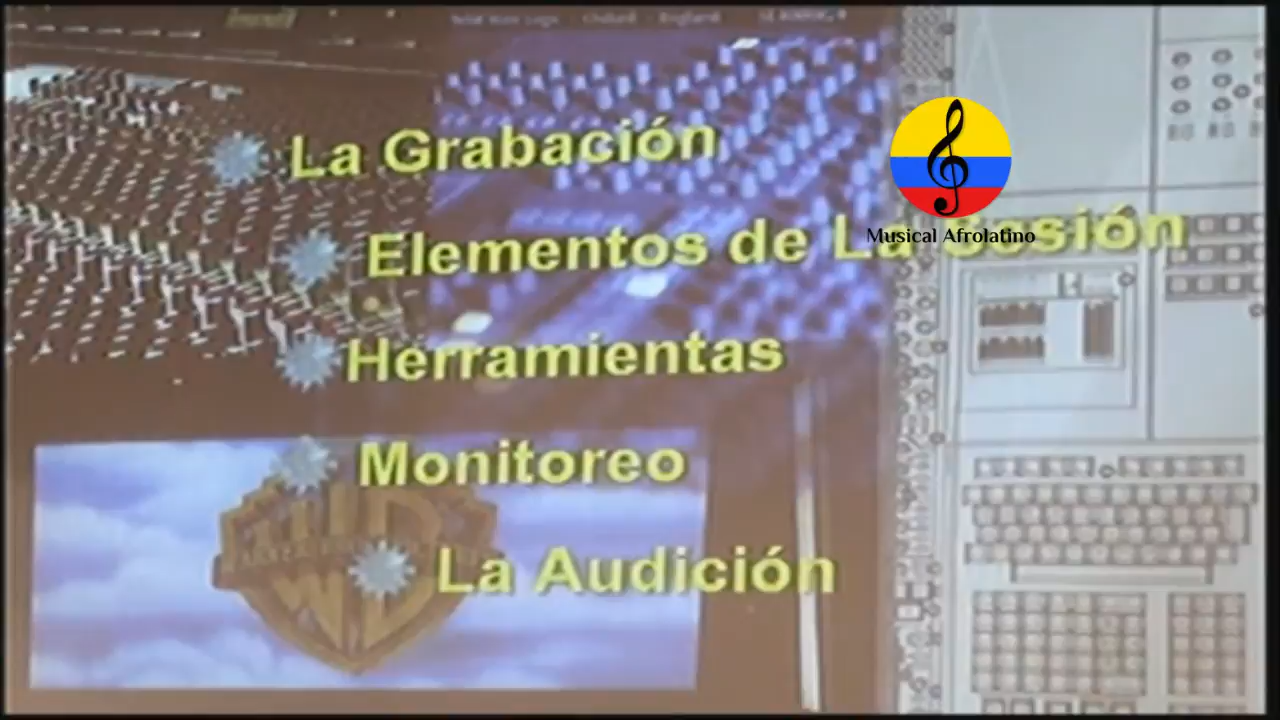 La Grabación
Elementos de La Sesión
Musical Afrolatino
Herramientas
Monitoreo
La Audición